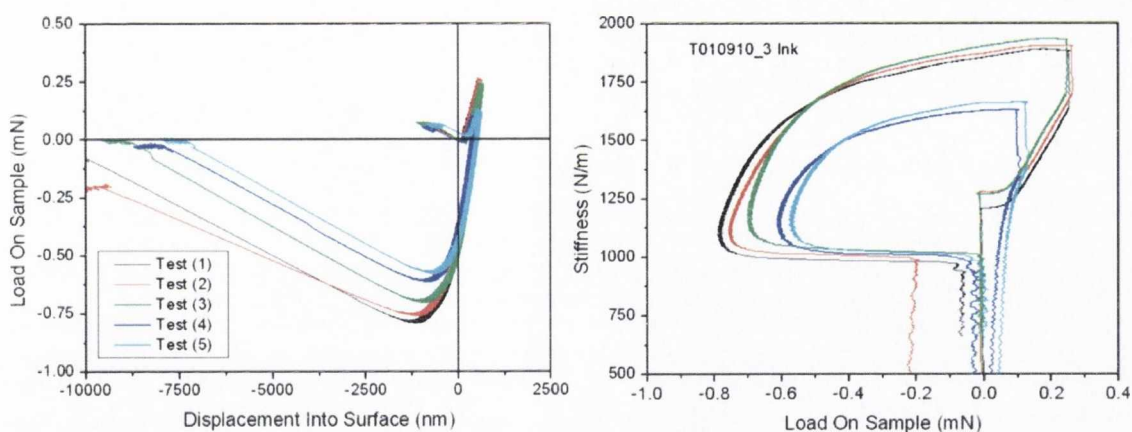 0.50
0.25
0.00
-0.25
-0.50
-0.75
-1.00
Load On Sample (mN)
Test (1)
Test (2)
Test (3)
Test (4)
Test (5)
-10000
-7500
-5000
-2500
0
2500
Displacement Into Surface (nm)
2000
1750
1500
1250
1000
750
500
Stiffness (N/m)
T010910_3 Ink
-1.0
-0.8
-0.6
-0.4
-0.2
0.0
0.2
0.4
Load On Sample (mN)